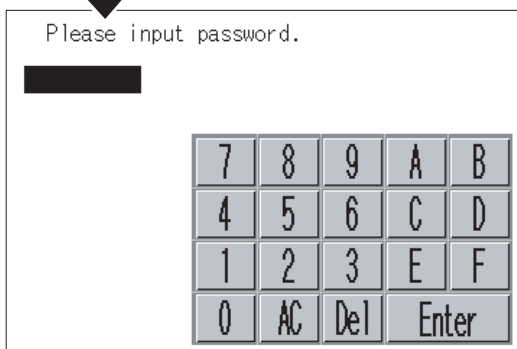 Please input password.
7 8 9 A B
4 5 6 C D
1 2 3 E F
0 AC Del Enter